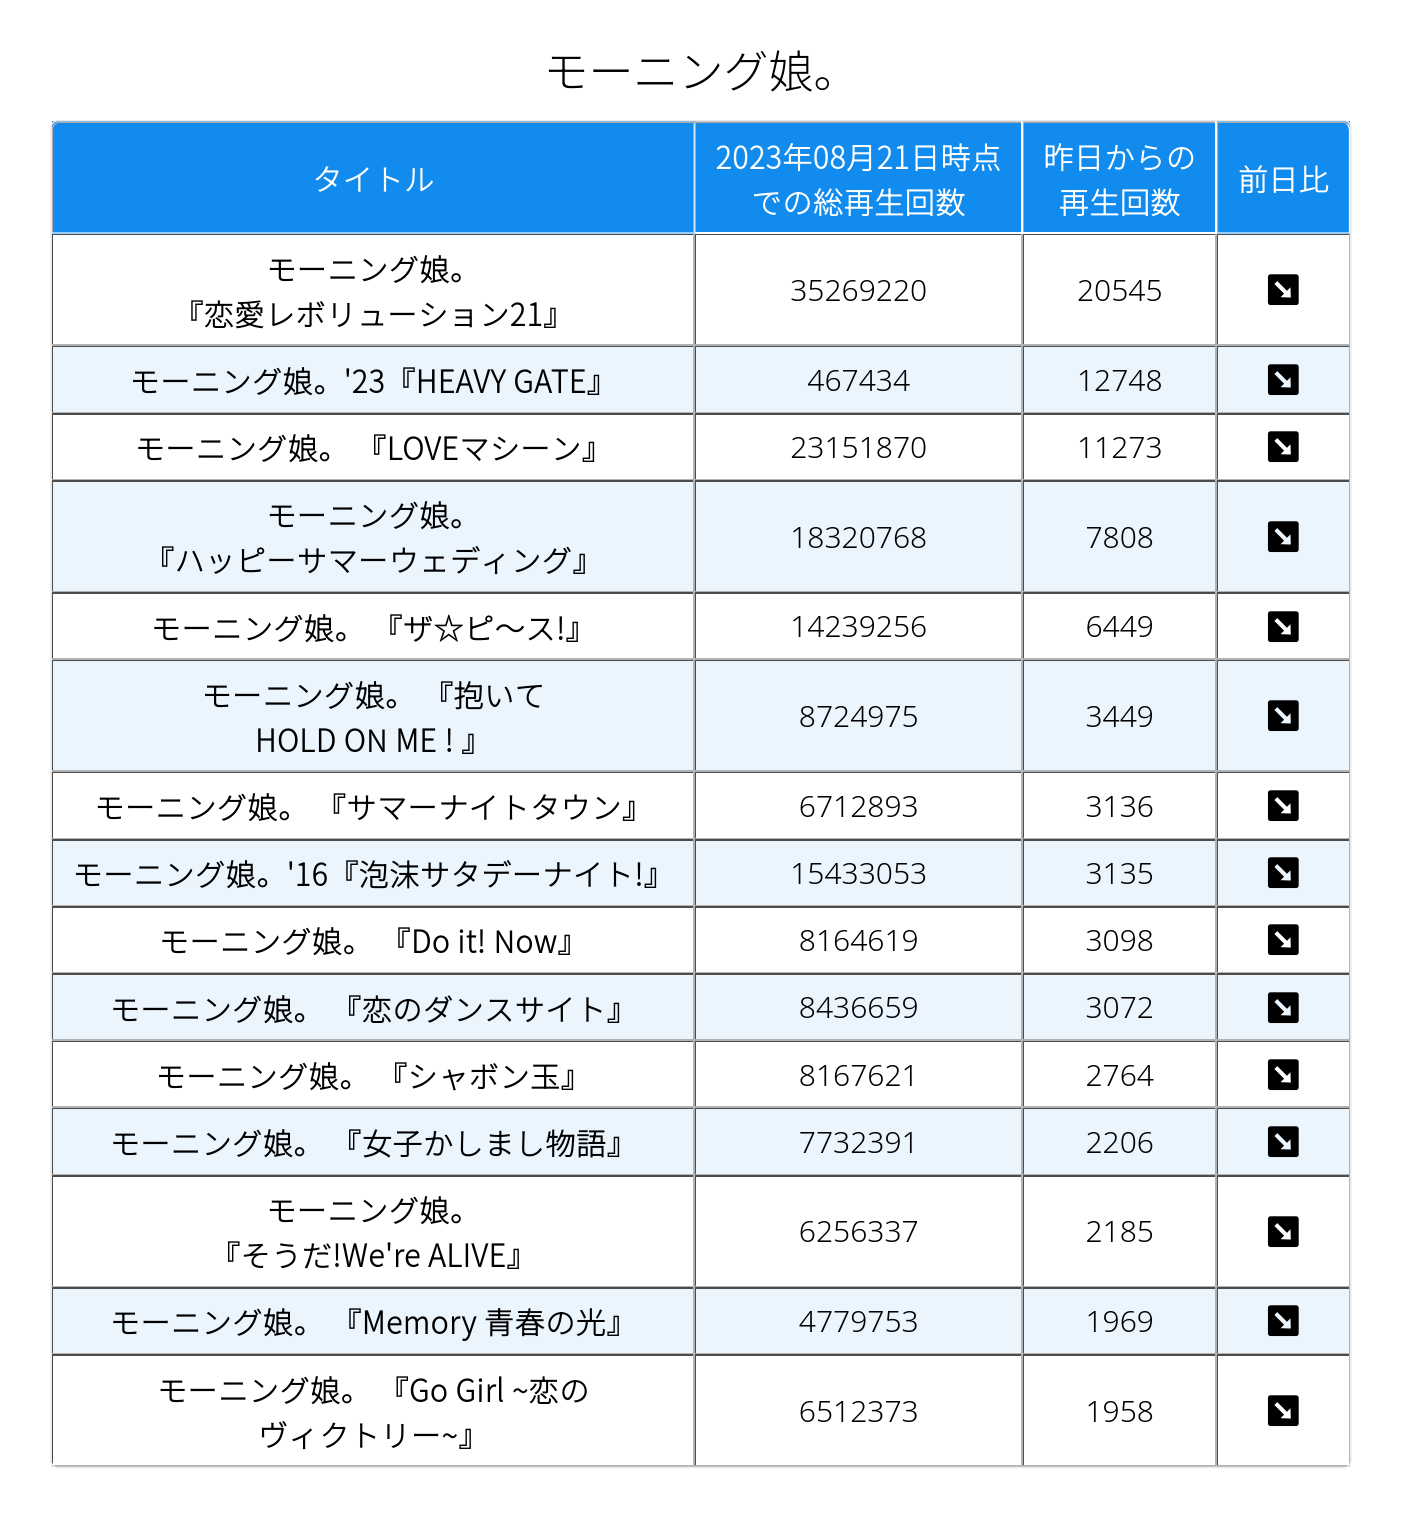 モーニング娘。
タイトル
2023年08月21日時点
での総再生回数
昨日からの
再生回数
前日比
モーニング娘。
『恋愛レボリューション21』
35269220
20545
モーニング娘。'23『HEAVY GATE』
467434
12748
モーニング娘。 『LOVEマシーン』
23151870
11273
モーニング娘。
『ハッピーサマーウェディング』
18320768
7808
モーニング娘。 『ザ☆ピ〜ス!』
14239256
6449
モーニング娘。 『抱いて
HOLD ON ME ! 』
8724975
3449
モーニング娘。 『サマーナイトタウン』
6712893
3136
モーニング娘。'16『泡沫サタデーナイト!』
15433053
3135
モーニング娘。 『Do it! Now』
8164619
3098
モーニング娘。 『恋のダンスサイト』
8436659
3072
モーニング娘。 『シャボン玉』
8167621
2764
モーニング娘。 『女子かしまし物語』
7732391
2206
モーニング娘。
『そうだ!We're ALIVE』
6256337
2185
モーニング娘。 『Memory 青春の光』
4779753
1969
モーニング娘。 『Go Girl ~恋の
ヴィクトリー~』
6512373
1958